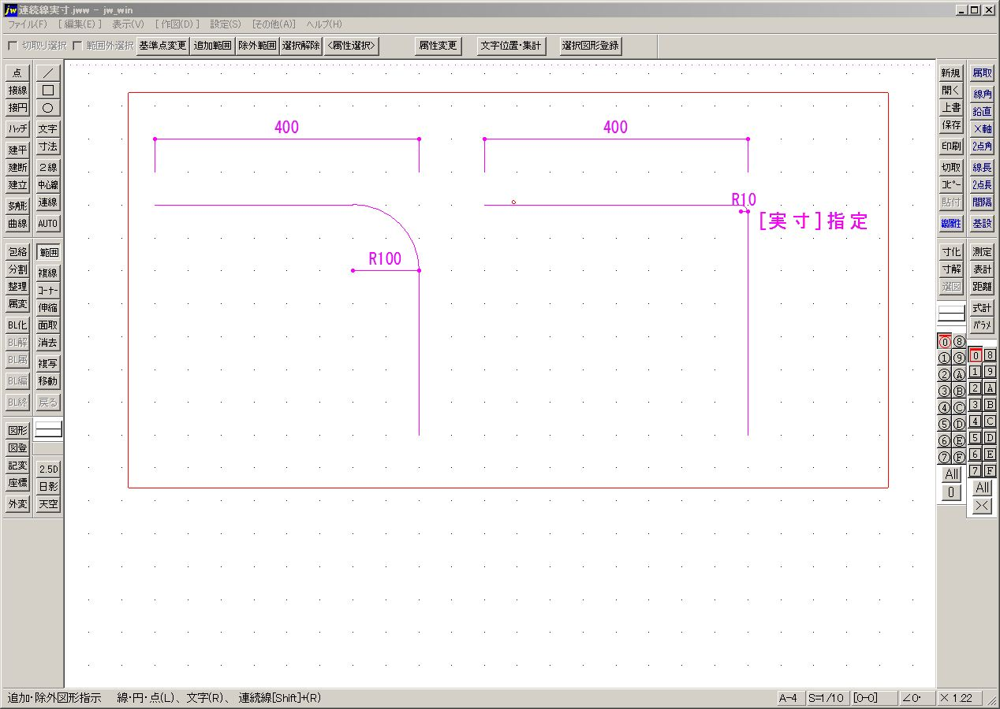 連続線実寸.jww - jw_win
ファイル(F) [編集(E)] 表示(V) [作図(D)] 設定(S) [その他(A)] ヘルプ(H)
切取り選択 範囲外選択 基準点変更 追加範囲 除外範囲 選択解除 <属性選択> 属性変更 文字位置・集計 選択図形登録
点 ／
接線 □
接円 ○
ハッチ 文字
建平 寸法
建断 2線
建立 中心線
多角形 連線
曲線 AUTO
包絡 範囲
分割 複線
整理 コーナー
属変 伸縮
BL化 面取
BL解 消去
BL属 複写
BL編 移動
BL終 戻る
図形
図登
記変 2.5D
座標 日影
外変 天空
400 400
R10
[実寸]指定
R100
新規 属取
開く 線角
上書 鉛直
保存 ×軸
印刷 2点角
切取 線長
コピー 2点長
貼付 間隔
線属性 基設
寸化 測定
寸解 表計
選図 距離
式計
パラメ
0 8
1 9
2 A
3 B
4 C
5 D
6 E
7 F
All
0
0 8
1 9
2 A
3 B
4 C
5 D
6 E
7 F
All
×
追加・除外図形指示 線・円・点(L)、文字(R)、 連続線[Shift]+(R)
A-4 S=1/10 [0-0] ∠0° × 1.22